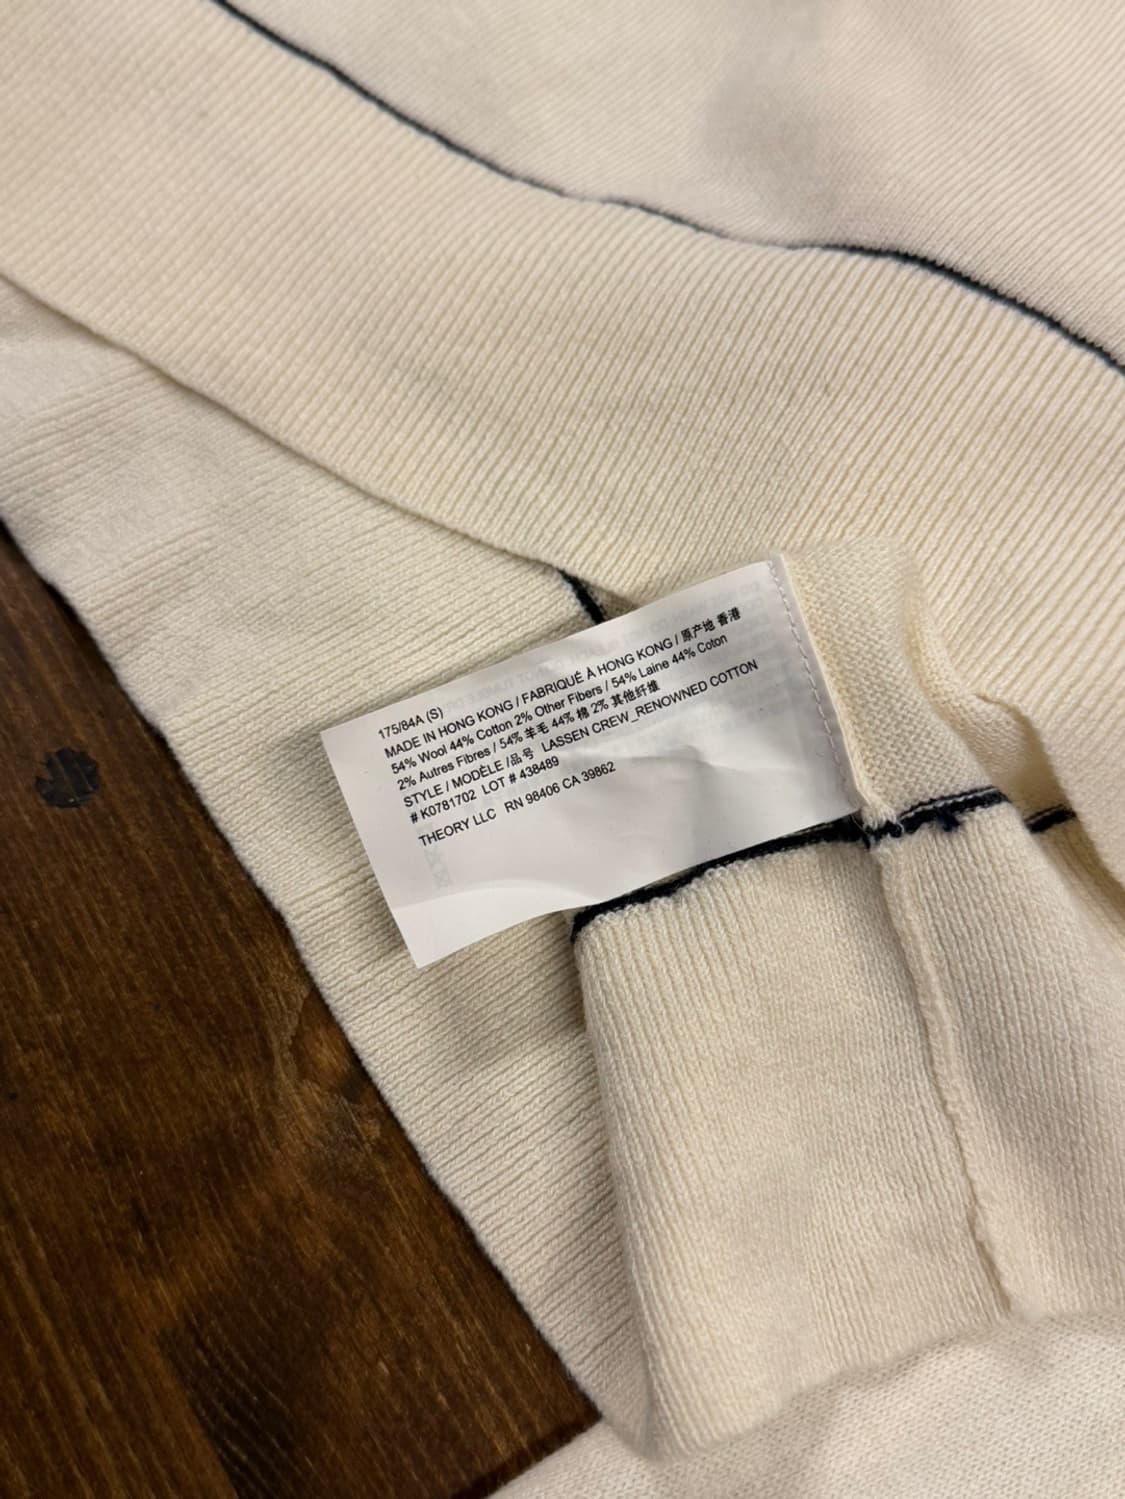 175/84A (S)
MADE IN HONG KONG / FABRIQUÉ À HONG KONG / 原产地 香港
54% Wool 44% Cotton 2% Other Fibers / 54% Laine 44% Coton
2% Autres Fibres / 54% 羊毛 44% 棉 2% 其他纤维
STYLE / MODÈLE /品号 LASSEN CREW_RENOWNED COTTON
# K0781702 LOT # 438489
THEORY LLC RN 98406 CA 39862